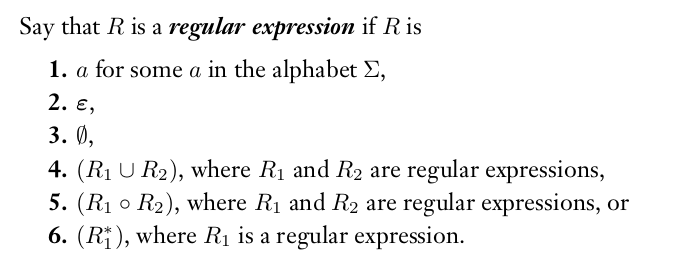 Say that R is a regular expression if R is
1. a for some a in the alphabet Σ,
2. ε,
3. ∅,
4. (R₁ ∪ R₂), where R₁ and R₂ are regular expressions,
5. (R₁ ∘ R₂), where R₁ and R₂ are regular expressions, or
6. (R₁*), where R₁ is a regular expression.